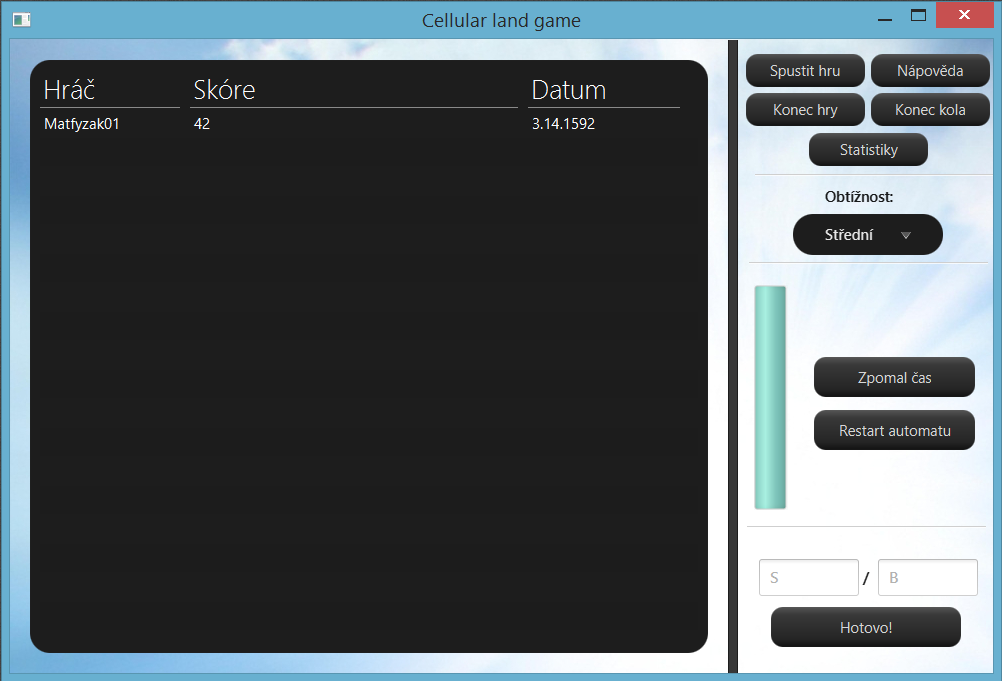 Cellular land game
Hráč Skóre Datum
Matfyzak01 42 3.14.1592
Spustit hru Nápověda
Konec hry Konec kola
Statistiky
Obtížnost:
Střední
Zpomal čas
Restart automatu
S / B
Hotovo!